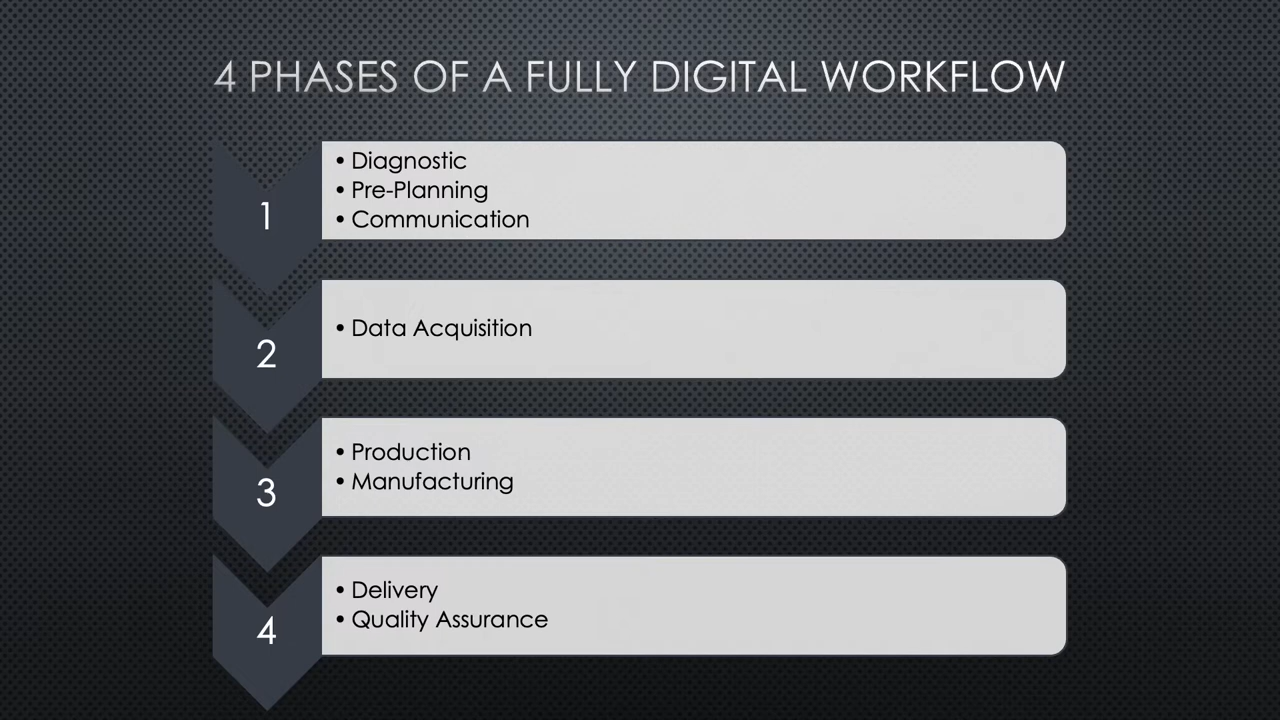 4 PHASES OF A FULLY DIGITAL WORKFLOW
1
• Diagnostic
• Pre-Planning
• Communication
2
• Data Acquisition
3
• Production
• Manufacturing
4
• Delivery
• Quality Assurance